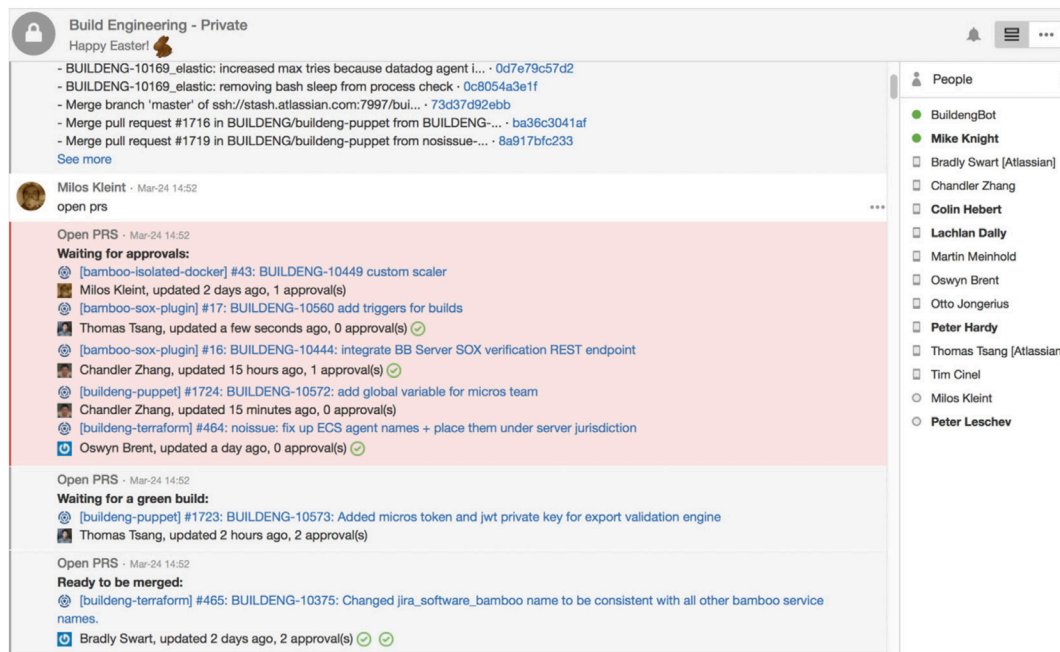 Build Engineering - Private
Happy Easter!
- BUILDENG-10169_elastic: increased max tries because datadog agent i... · 0d7e79c57d2
- BUILDENG-10169_elastic: removing bash sleep from process check · 0c8054a3e1f
- Merge branch 'master' of ssh://stash.atlassian.com:7997/bui... · 73d37d92ebb
- Merge pull request #1716 in BUILDENG/buildeng-puppet from BUILDENG-... · ba36c3041af
- Merge pull request #1719 in BUILDENG/buildeng-puppet from nosissue-... · 8a917bfc233
See more
Milos Kleint · Mar-24 14:52
open prs
Open PRS · Mar-24 14:52
Waiting for approvals:
[bamboo-isolated-docker] #43: BUILDENG-10449 custom scaler
Milos Kleint, updated 2 days ago, 1 approval(s)
[bamboo-sox-plugin] #17: BUILDENG-10560 add triggers for builds
Thomas Tsang, updated a few seconds ago, 0 approval(s)
[bamboo-sox-plugin] #16: BUILDENG-10444: integrate BB Server SOX verification REST endpoint
Chandler Zhang, updated 15 hours ago, 1 approval(s)
[buildeng-puppet] #1724: BUILDENG-10572: add global variable for micros team
Chandler Zhang, updated 15 minutes ago, 0 approval(s)
[buildeng-terraform] #464: noissue: fix up ECS agent names + place them under server jurisdiction
Oswyn Brent, updated a day ago, 0 approval(s)
Open PRS · Mar-24 14:52
Waiting for a green build:
[buildeng-puppet] #1723: BUILDENG-10573: Added micros token and jwt private key for export validation engine
Thomas Tsang, updated 2 hours ago, 2 approval(s)
Open PRS · Mar-24 14:52
Ready to be merged:
[buildeng-terraform] #465: BUILDENG-10375: Changed jira_software_bamboo name to be consistent with all other bamboo service
names.
Bradly Swart, updated 2 days ago, 2 approval(s)
People
BuildengBot
Mike Knight
Bradly Swart [Atlassian]
Chandler Zhang
Colin Hebert
Lachlan Dally
Martin Meinhold
Oswyn Brent
Otto Jongerius
Peter Hardy
Thomas Tsang [Atlassian
Tim Cinel
Milos Kleint
Peter Leschev